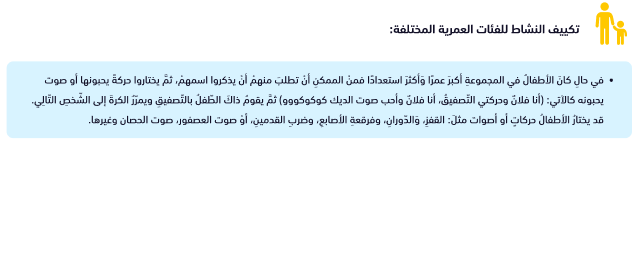 تكييف النشاط للفئات العمرية المختلفة:
• في حالِ كانَ الأطفالُ في المجموعةِ أكبرَ عمرًا وَأكثرَ استعدادًا فمنَ الممكنِ أنْ تطلبَ منهمْ أنْ يذكروا اسمهمْ، ثمَّ يختاروا حركةً يحبونها أو صوت
يحبونه كالآتي: (أنا فلانٌ وحركتي التّصفيقُ، أنا فلانٌ وأحب صوت الديك كوكوكووو) ثمَّ يقومُ ذاكَ الطّفلُ بالتّصفيقِ ويمرّرُ الكرةَ إلى الشّخصِ التّالِي.
قد يختارُ الأطفالُ حركاتٍ أو أصوات مثلَ: القفزِ، وَالدّورانِ، وفرقعةِ الأصابعِ، وضربِ القدمينِ، أوْ صوت العصفور، صوت الحصان وغيرها.